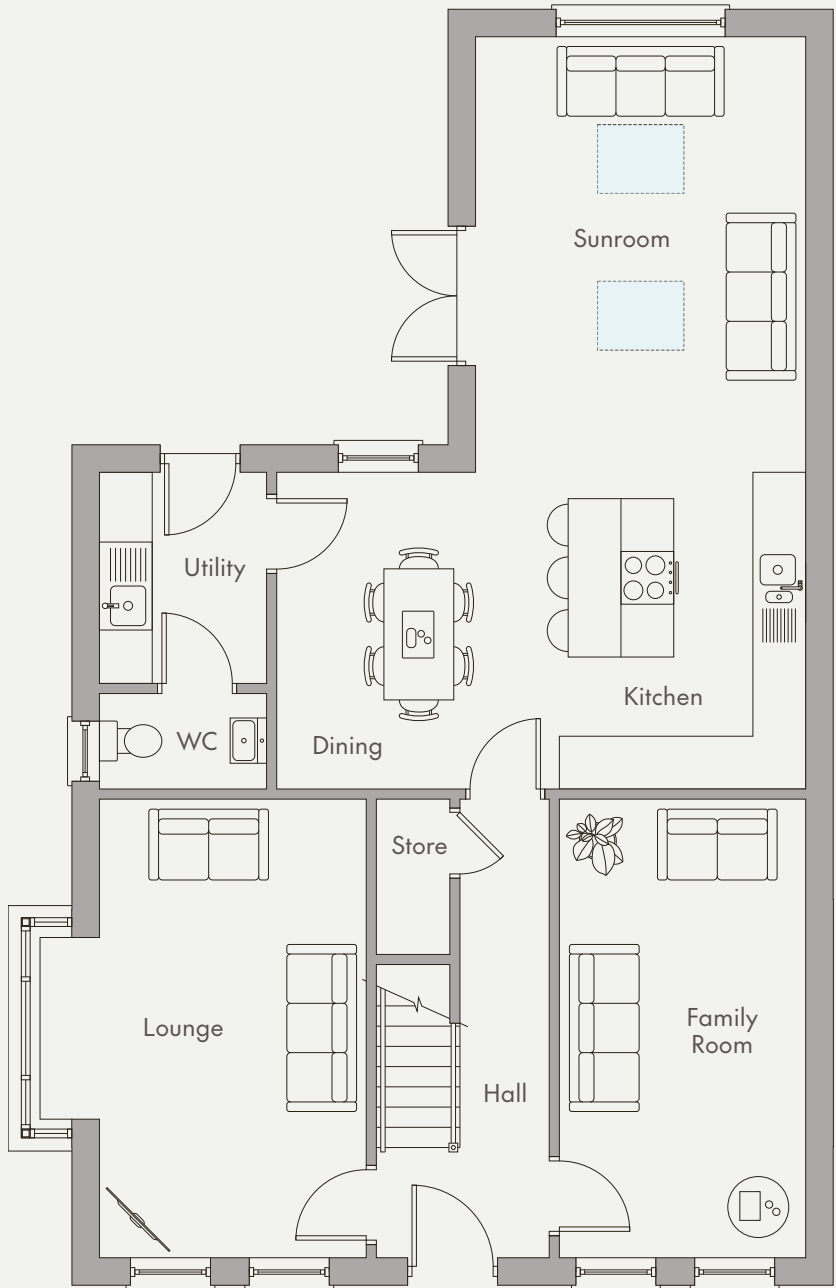 Sunroom
Utility
Kitchen
WC
Dining
Store
Lounge
Family
Room
Hall